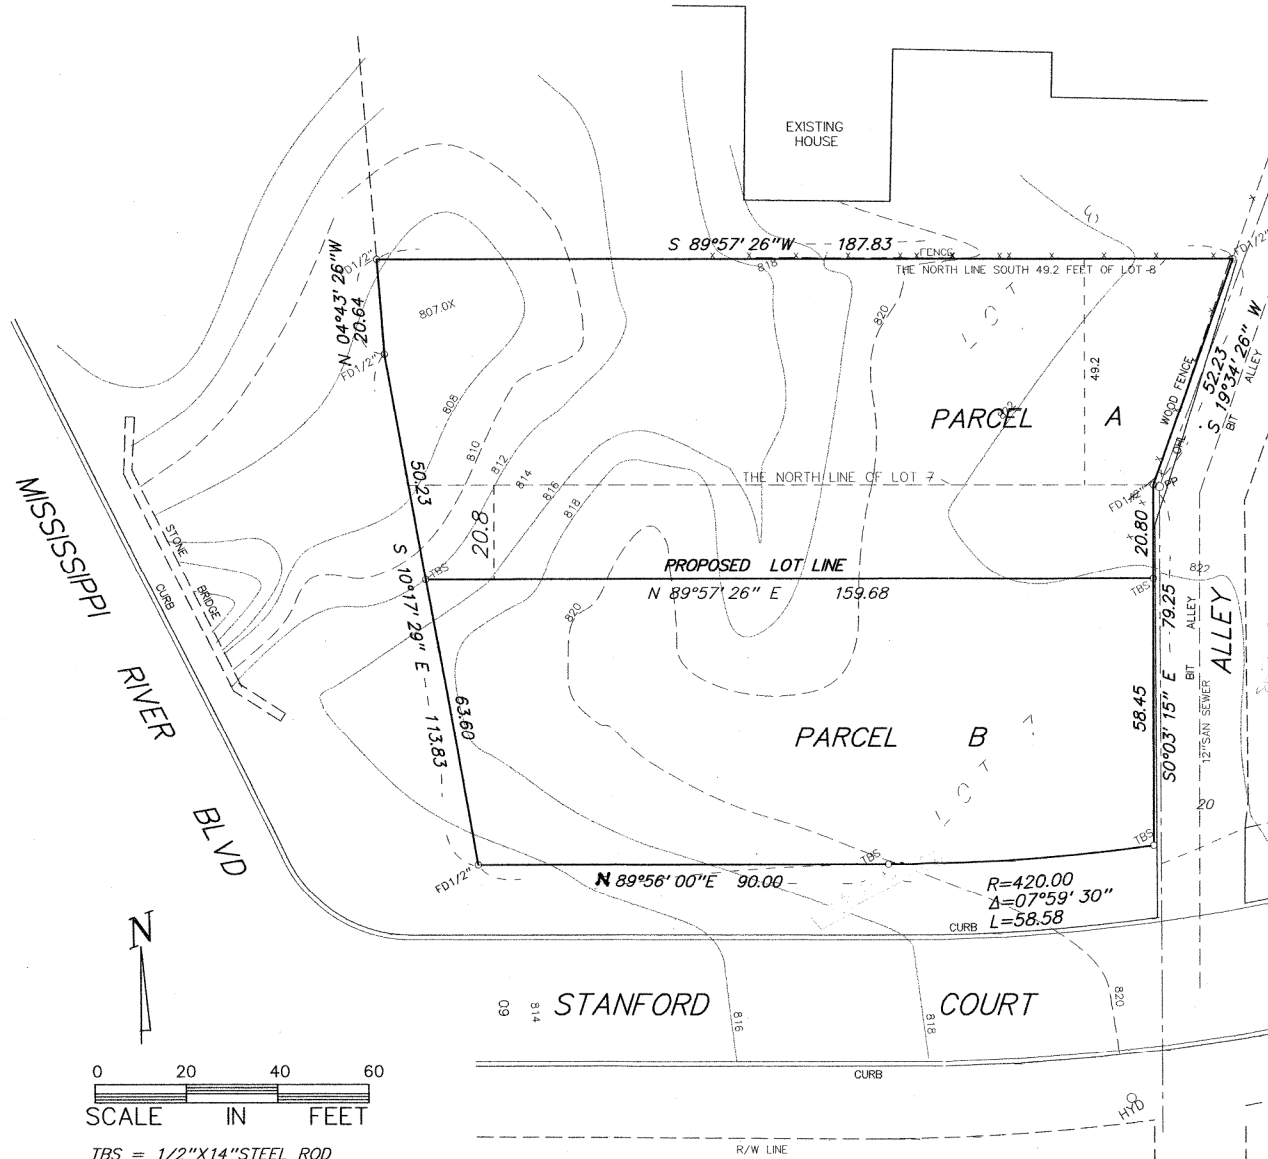 EXISTING
HOUSE
S 89°57'26"W 187.83
FENCE
THE NORTH LINE SOUTH 49.2 FEET OF LOT 8
FD1/2"
FD1/2"
N 04°43'26"W
20.64
FD1/2"
807.0X
818
820
822
LOT
49.2
PARCEL A
WOOD FENCE
52.23
S 19°34'26" W
BIT ALLEY
OHL
PP
FD1/2"
808
810
812
814
816
818
THE NORTH LINE OF LOT 7
50.23
20.8
20.80
S 10°17'29" E 113.83
TBS
PROPOSED LOT LINE
N 89°57'26" E 159.68
TBS
822
820
63.60
58.45
S0°03'15" E 79.25
BIT ALLEY
12"SAN SEWER
ALLEY
20
PARCEL B
LOT 7
MISSISSIPPI
RIVER
BLVD
STONE BRIDGE
CURB
FD1/2"
TBS
TBS
N 89°56'00"E 90.00
R=420.00
Δ=07°59'30"
L=58.58
CURB
STANFORD COURT
60
814
816
818
820
CURB
HYD
R/W LINE
N
0 20 40 60
SCALE IN FEET
TBS = 1/2"X14"STEEL ROD